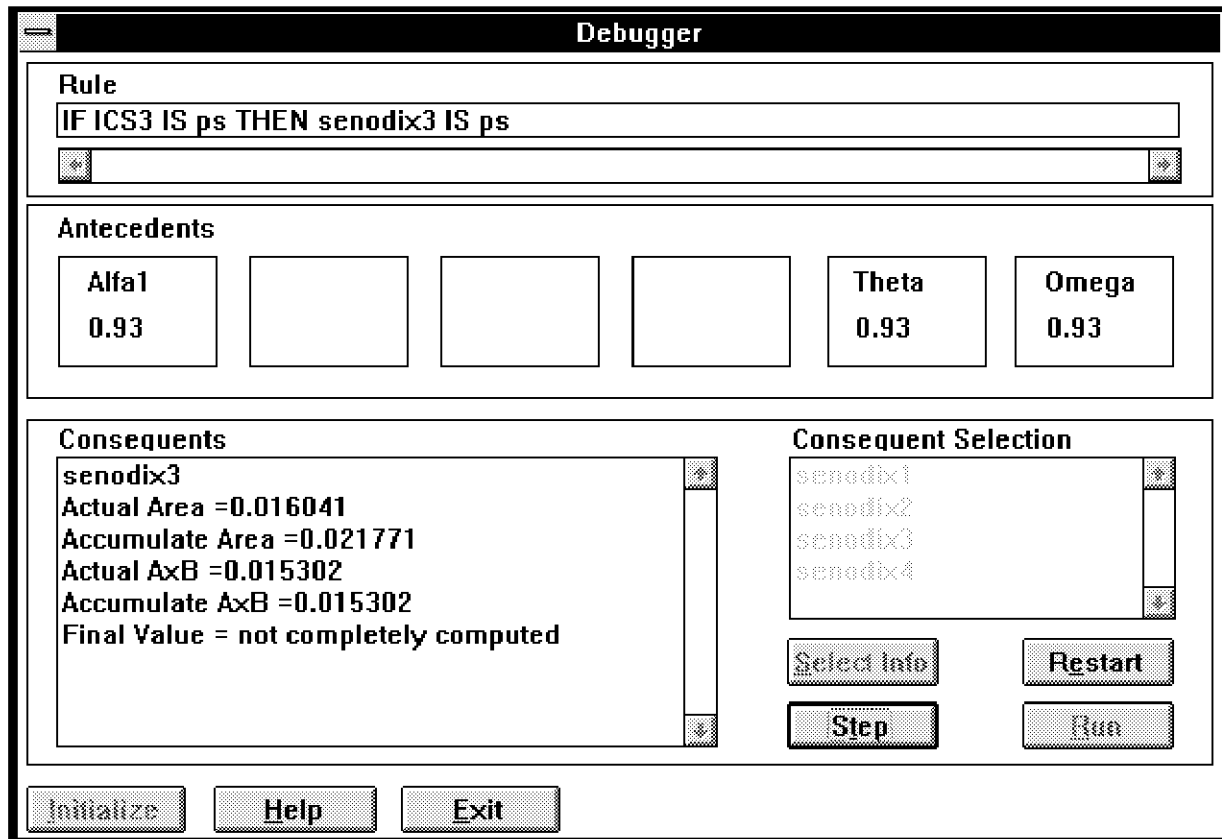 Debugger
Rule
IF ICS3 IS ps THEN senodix3 IS ps
Antecedents
Alfa1
0.93
Theta
0.93
Omega
0.93
Consequents
senodix3
Actual Area =0.016041
Accumulate Area =0.021771
Actual AxB =0.015302
Accumulate AxB =0.015302
Final Value = not completely computed
Consequent Selection
senodix1
senodix2
senodix3
senodix4
Select Info
Restart
Step
Run
Initialize
Help
Exit